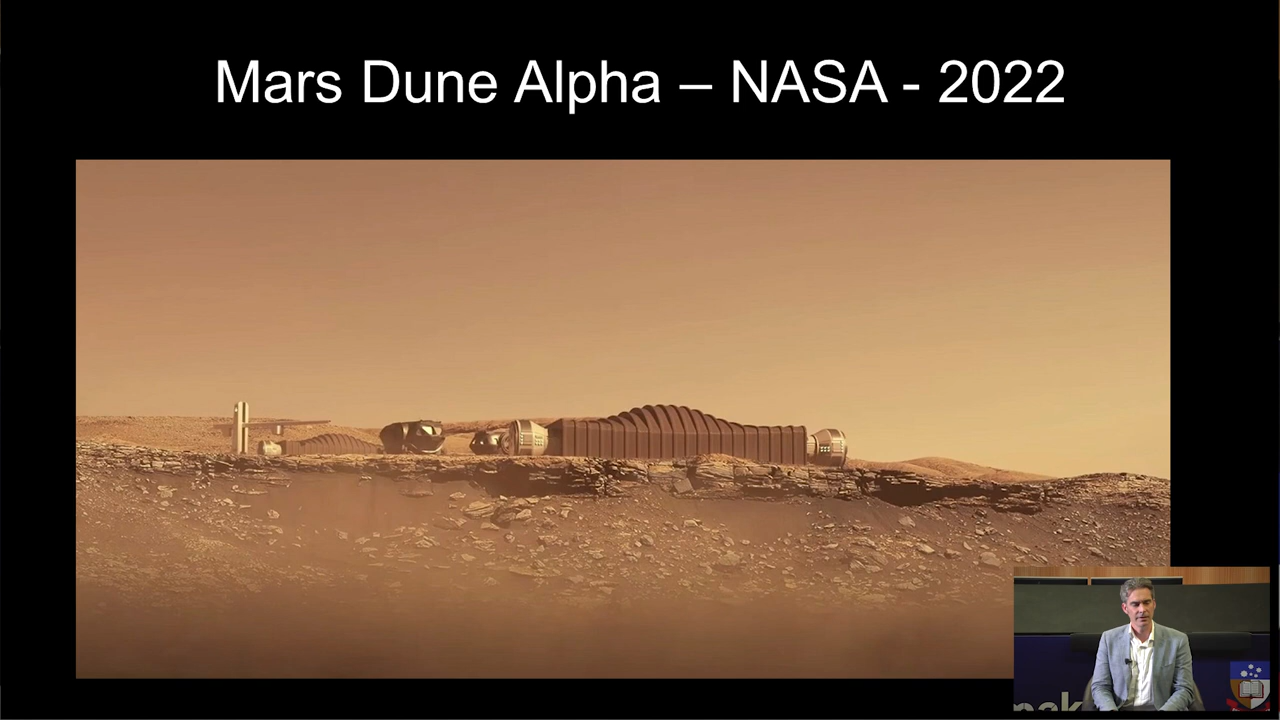 Mars Dune Alpha – NASA - 2022